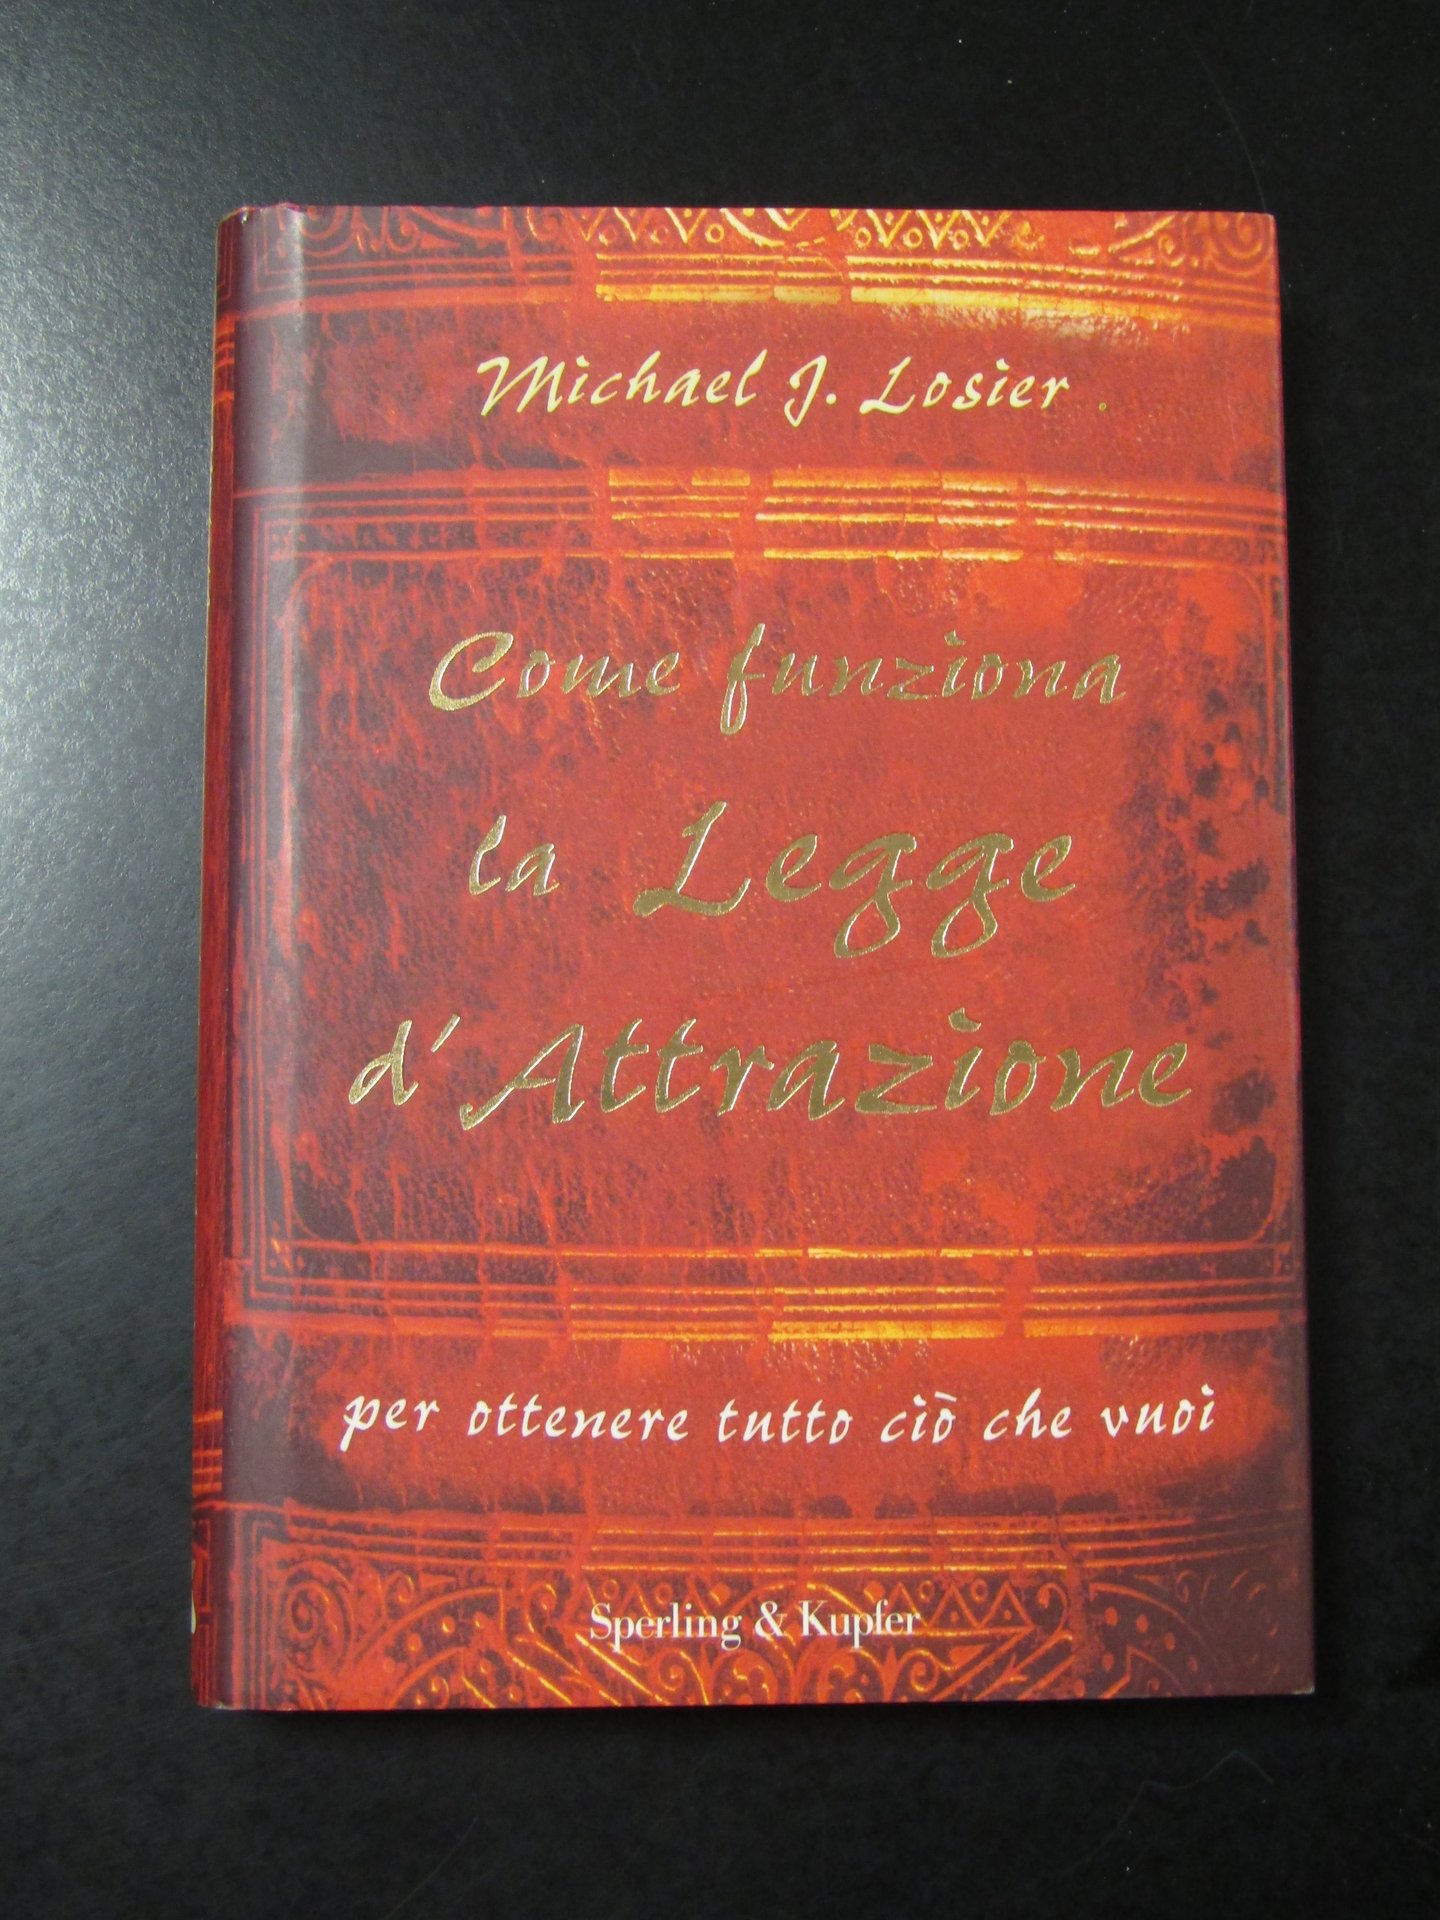 Michael J. Losier
Come funziona
la Legge
d'Attrazione
per ottenere tutto ciò che vuoi
Sperling & Kupfer